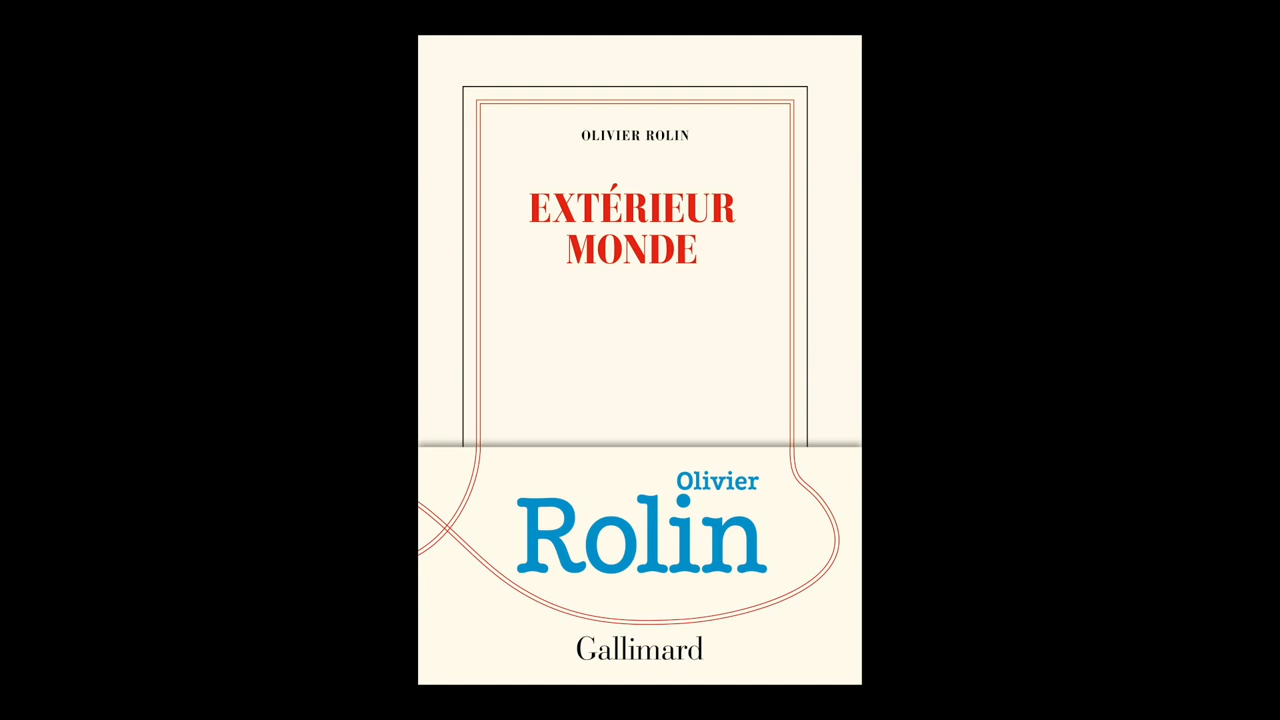 OLIVIER ROLIN
EXTÉRIEUR
MONDE
Olivier
Rolin
Gallimard